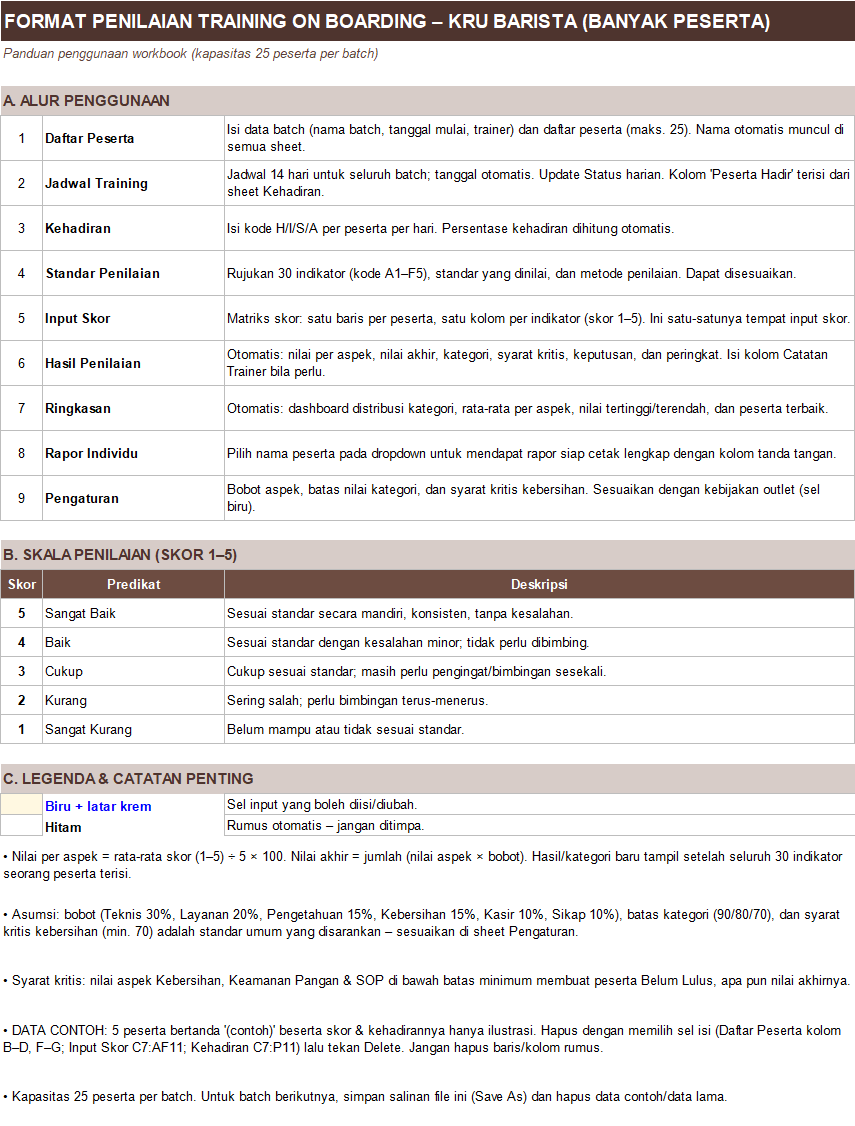 FORMAT PENILAIAN TRAINING ON BOARDING – KRU BARISTA (BANYAK PESERTA)
Panduan penggunaan workbook (kapasitas 25 peserta per batch)
A. ALUR PENGGUNAAN
1 Daftar Peserta Isi data batch (nama batch, tanggal mulai, trainer) dan daftar peserta (maks. 25). Nama otomatis muncul di
semua sheet.
2 Jadwal Training Jadwal 14 hari untuk seluruh batch; tanggal otomatis. Update Status harian. Kolom 'Peserta Hadir' terisi dari
sheet Kehadiran.
3 Kehadiran Isi kode H/I/S/A per peserta per hari. Persentase kehadiran dihitung otomatis.
4 Standar Penilaian Rujukan 30 indikator (kode A1–F5), standar yang dinilai, dan metode penilaian. Dapat disesuaikan.
5 Input Skor Matriks skor: satu baris per peserta, satu kolom per indikator (skor 1–5). Ini satu-satunya tempat input skor.
6 Hasil Penilaian Otomatis: nilai per aspek, nilai akhir, kategori, syarat kritis, keputusan, dan peringkat. Isi kolom Catatan
Trainer bila perlu.
7 Ringkasan Otomatis: dashboard distribusi kategori, rata-rata per aspek, nilai tertinggi/terendah, dan peserta terbaik.
8 Rapor Individu Pilih nama peserta pada dropdown untuk mendapat rapor siap cetak lengkap dengan kolom tanda tangan.
9 Pengaturan Bobot aspek, batas nilai kategori, dan syarat kritis kebersihan. Sesuaikan dengan kebijakan outlet (sel
biru).
B. SKALA PENILAIAN (SKOR 1–5)
Skor Predikat Deskripsi
5 Sangat Baik Sesuai standar secara mandiri, konsisten, tanpa kesalahan.
4 Baik Sesuai standar dengan kesalahan minor; tidak perlu dibimbing.
3 Cukup Cukup sesuai standar; masih perlu pengingat/bimbingan sesekali.
2 Kurang Sering salah; perlu bimbingan terus-menerus.
1 Sangat Kurang Belum mampu atau tidak sesuai standar.
C. LEGENDA & CATATAN PENTING
Biru + latar krem Sel input yang boleh diisi/diubah.
Hitam Rumus otomatis – jangan ditimpa.
• Nilai per aspek = rata-rata skor (1–5) ÷ 5 × 100. Nilai akhir = jumlah (nilai aspek × bobot). Hasil/kategori baru tampil setelah seluruh 30 indikator
seorang peserta terisi.
• Asumsi: bobot (Teknis 30%, Layanan 20%, Pengetahuan 15%, Kebersihan 15%, Kasir 10%, Sikap 10%), batas kategori (90/80/70), dan syarat
kritis kebersihan (min. 70) adalah standar umum yang disarankan – sesuaikan di sheet Pengaturan.
• Syarat kritis: nilai aspek Kebersihan, Keamanan Pangan & SOP di bawah batas minimum membuat peserta Belum Lulus, apa pun nilai akhirnya.
• DATA CONTOH: 5 peserta bertanda '(contoh)' beserta skor & kehadirannya hanya ilustrasi. Hapus dengan memilih sel isi (Daftar Peserta kolom
B–D, F–G; Input Skor C7:AF11; Kehadiran C7:P11) lalu tekan Delete. Jangan hapus baris/kolom rumus.
• Kapasitas 25 peserta per batch. Untuk batch berikutnya, simpan salinan file ini (Save As) dan hapus data contoh/data lama.